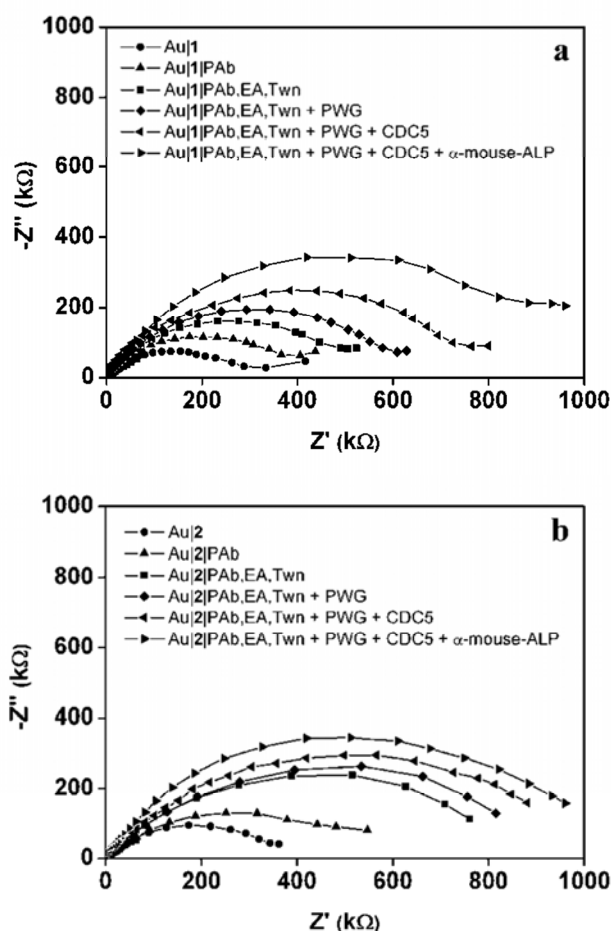 1000
a
Au|1
Au|1|PAb
800
Au|1|PAb,EA,Twn
Au|1|PAb,EA,Twn + PWG
Au|1|PAb,EA,Twn + PWG + CDC5
600
Au|1|PAb,EA,Twn + PWG + CDC5 + α-mouse-ALP
-Z'' (kΩ)
400
200
0
0 200 400 600 800 1000
Z' (kΩ)
1000
b
Au|2
Au|2|PAb
800
Au|2|PAb,EA,Twn
Au|2|PAb,EA,Twn + PWG
Au|2|PAb,EA,Twn + PWG + CDC5
600
Au|2|PAb,EA,Twn + PWG + CDC5 + α-mouse-ALP
-Z'' (kΩ)
400
200
0
0 200 400 600 800 1000
Z' (kΩ)